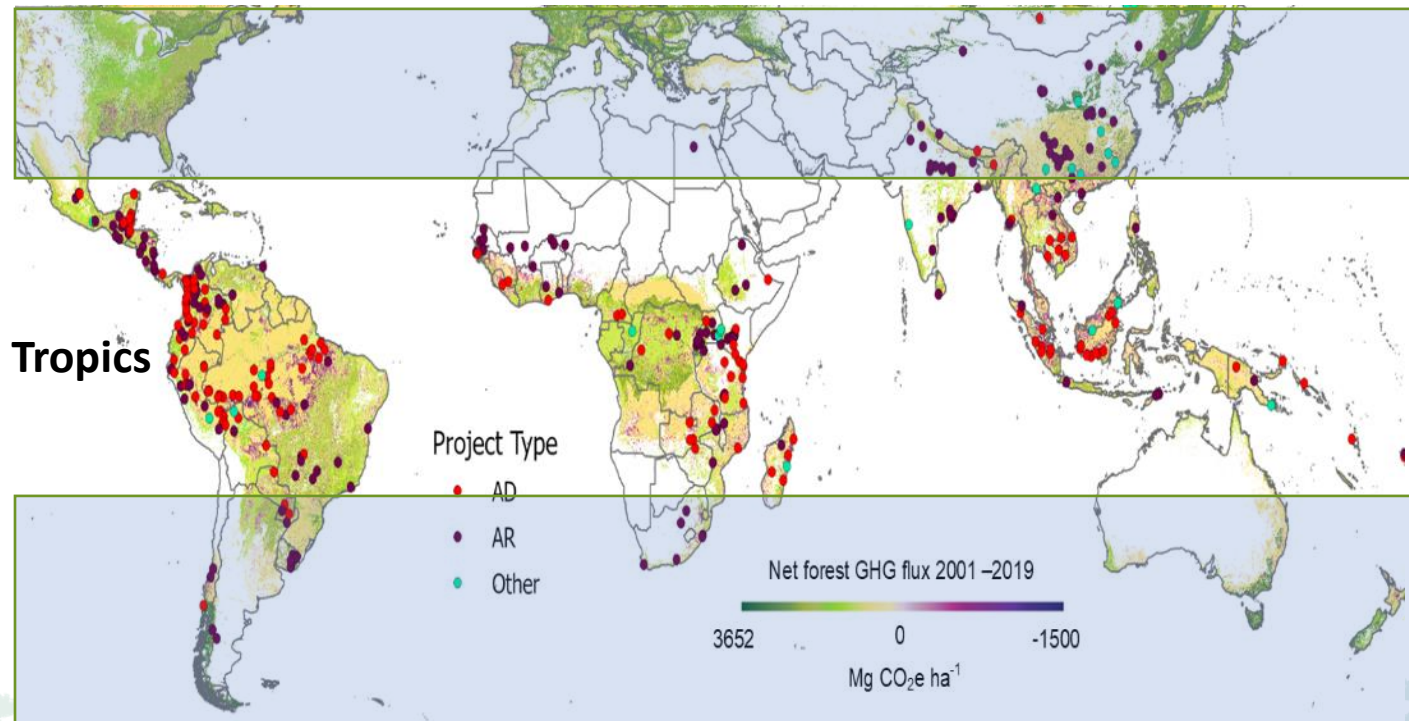 Tropics
Project Type
AD
AR
Other
Net forest GHG flux 2001 –2019
3652 0 -1500
Mg CO₂e ha⁻¹